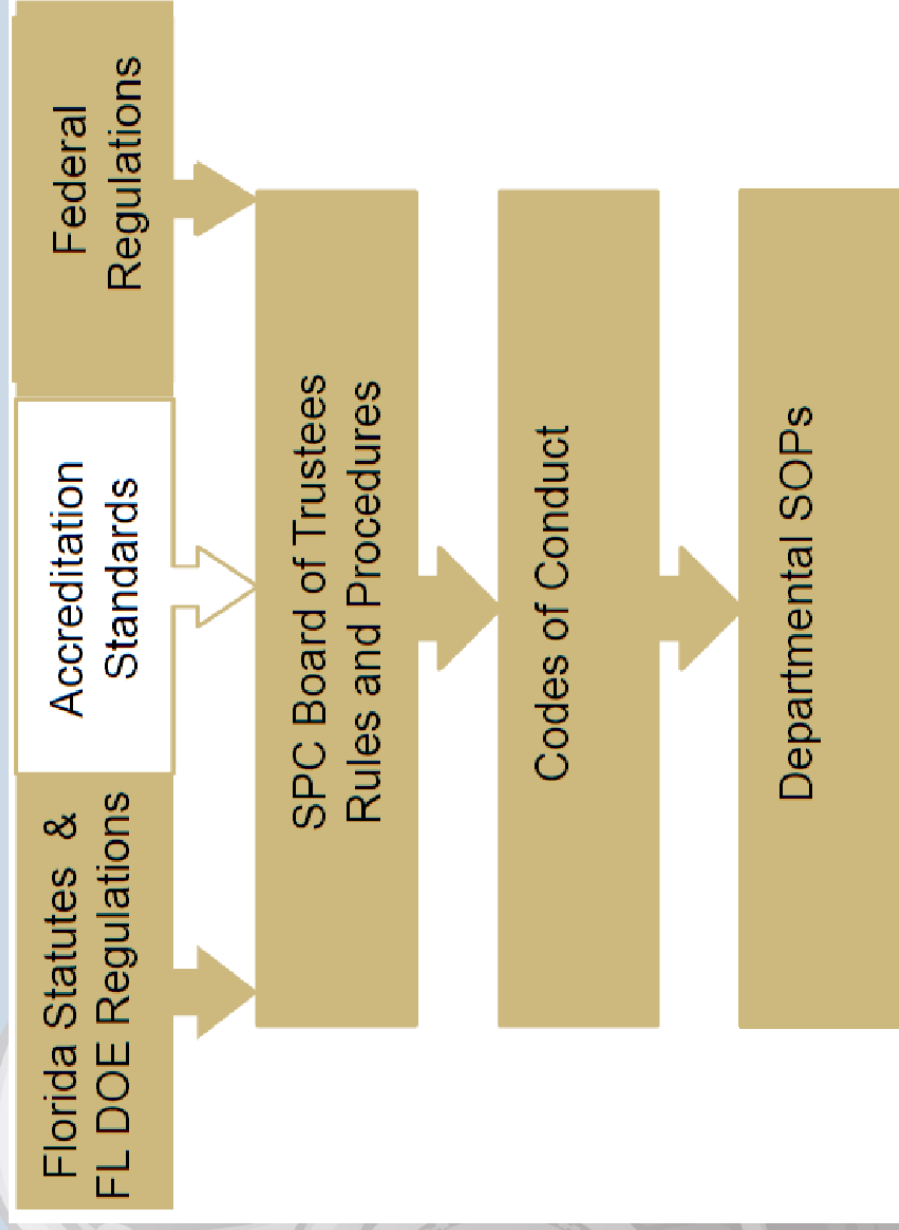 Florida Statutes &
FL DOE Regulations
Accreditation
Standards
Federal
Regulations
SPC Board of Trustees
Rules and Procedures
Codes of Conduct
Departmental SOPs